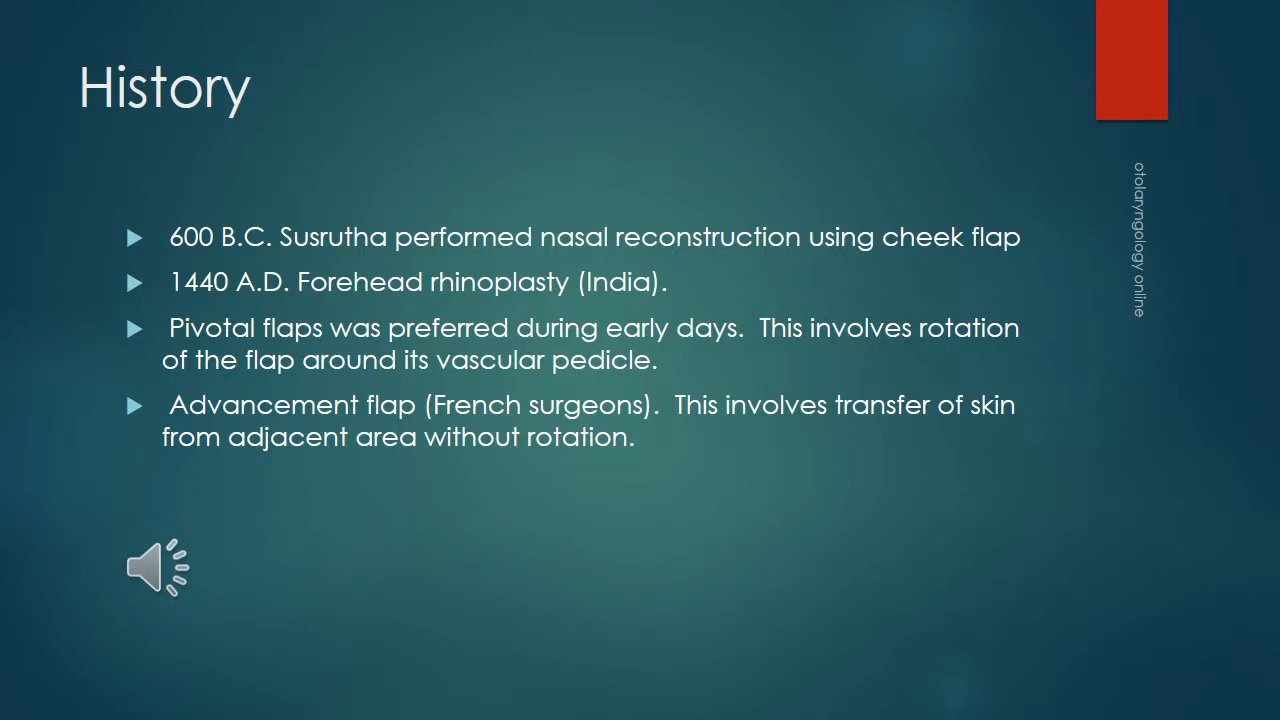 History
600 B.C. Susrutha performed nasal reconstruction using cheek flap
1440 A.D. Forehead rhinoplasty (India).
Pivotal flaps was preferred during early days.  This involves rotation
of the flap around its vascular pedicle.
Advancement flap (French surgeons).  This involves transfer of skin
from adjacent area without rotation.
otolaryngology online